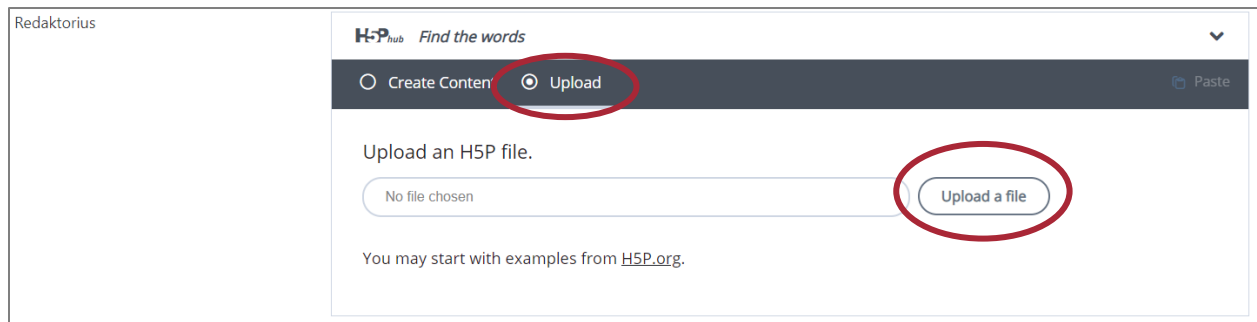 Redaktorius
H5P hub Find the words
Create Content Upload Paste
Upload an H5P file.
No file chosen Upload a file
You may start with examples from H5P.org.